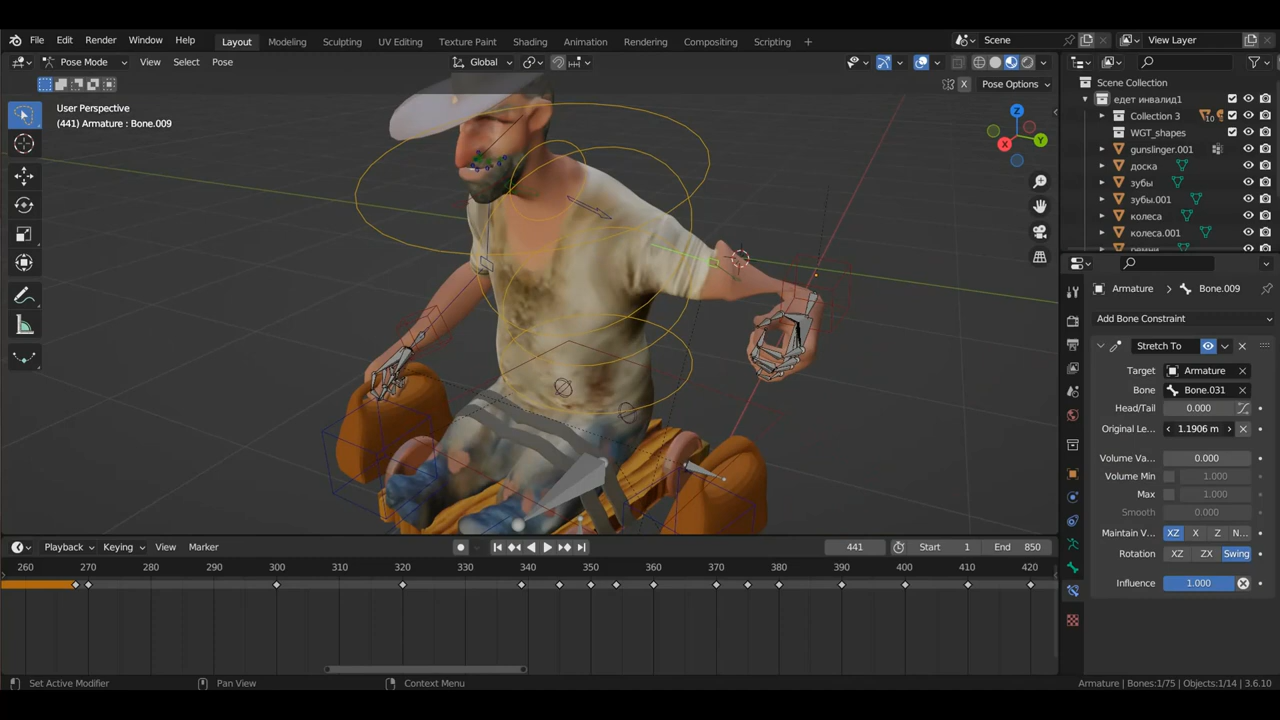 File Edit Render Window Help
Layout Modeling Sculpting UV Editing Texture Paint Shading Animation Rendering Compositing Scripting +
Scene
View Layer
Pose Mode View Select Pose
Global
X
Pose Options
User Perspective
(441) Armature : Bone.009
Z
Y
X
Scene Collection
едет инвалид1
Collection 3
10
WGT_shapes
gunslinger.001
доска
зубы
зубы.001
колеса
колеса.001
Armature > Bone.009
Add Bone Constraint
Stretch To
Target Armature
Bone Bone.031
Head/Tail 0.000
Original Le... 1.1906 m
Volume Va... 0.000
Volume Min 1.000
Max 1.000
Smooth 0.000
Maintain V... XZ X Z N...
Rotation XZ ZX Swing
Influence 1.000
Playback Keying View Marker
441 Start 1 End 850
260 270 280 290 300 310 320 330 340 350 360 370 380 390 400 410 420
Set Active Modifier Pan View Context Menu
Armature | Bones:1/75 | Objects:1/14 | 3.6.10